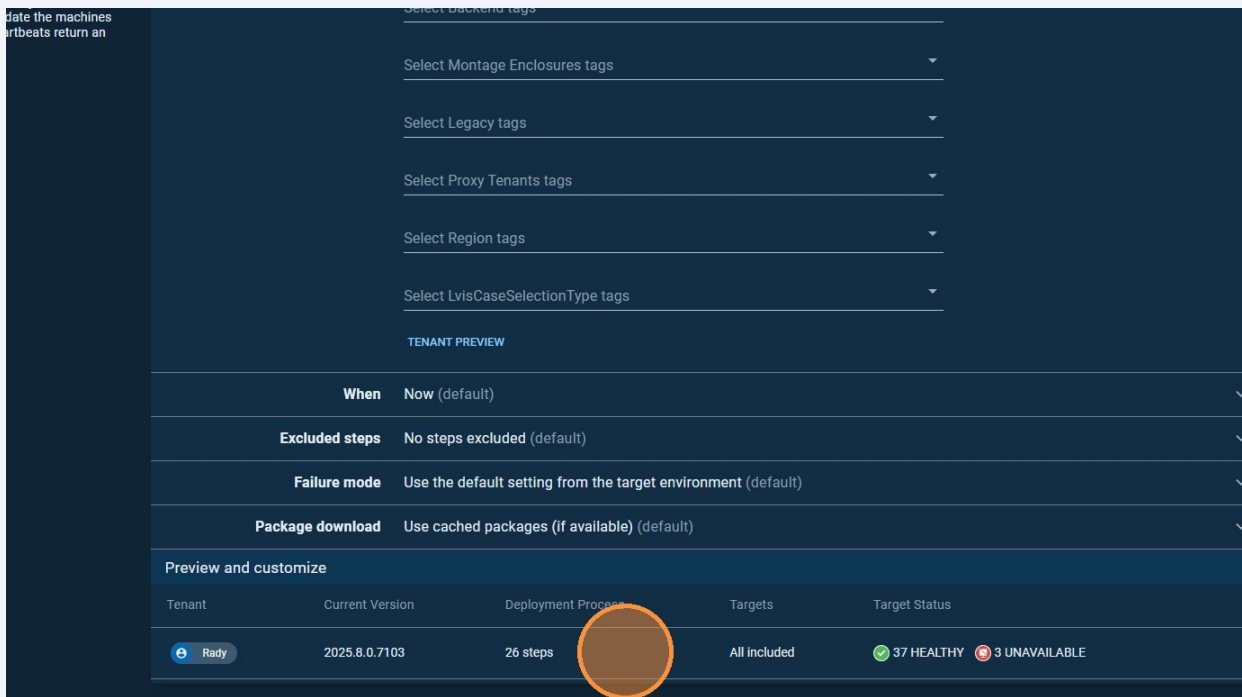 date the machines
artbeats return an
Select Backend tags
Select Montage Enclosures tags
Select Legacy tags
Select Proxy Tenants tags
Select Region tags
Select LvisCaseSelectionType tags
TENANT PREVIEW
When Now (default)
Excluded steps No steps excluded (default)
Failure mode Use the default setting from the target environment (default)
Package download Use cached packages (if available) (default)
Preview and customize
Tenant Current Version Deployment Process Targets Target Status
Rady 2025.8.0.7103 26 steps All included 37 HEALTHY 3 UNAVAILABLE